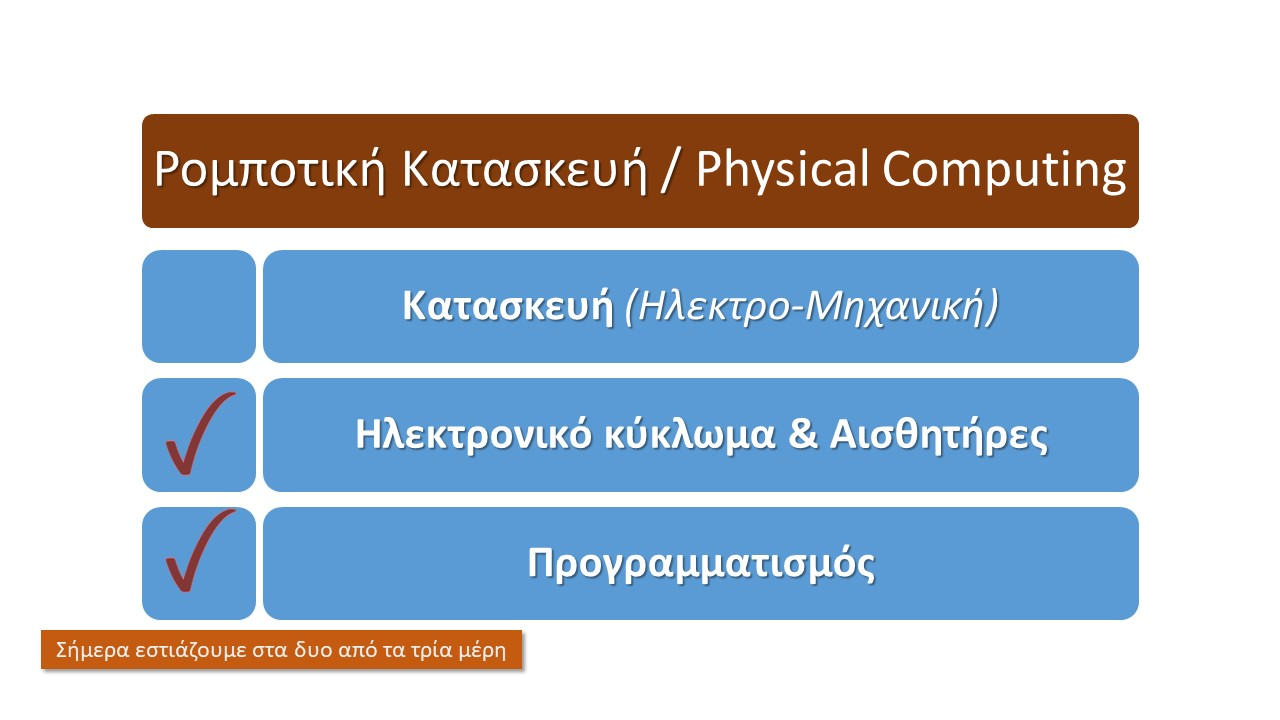 Ρομποτική Κατασκευή / Physical Computing
Κατασκευή (Ηλεκτρο-Μηχανική)
Ηλεκτρονικό κύκλωμα & Αισθητήρες
Προγραμματισμός
Σήμερα εστιάζουμε στα δυο από τα τρία μέρη